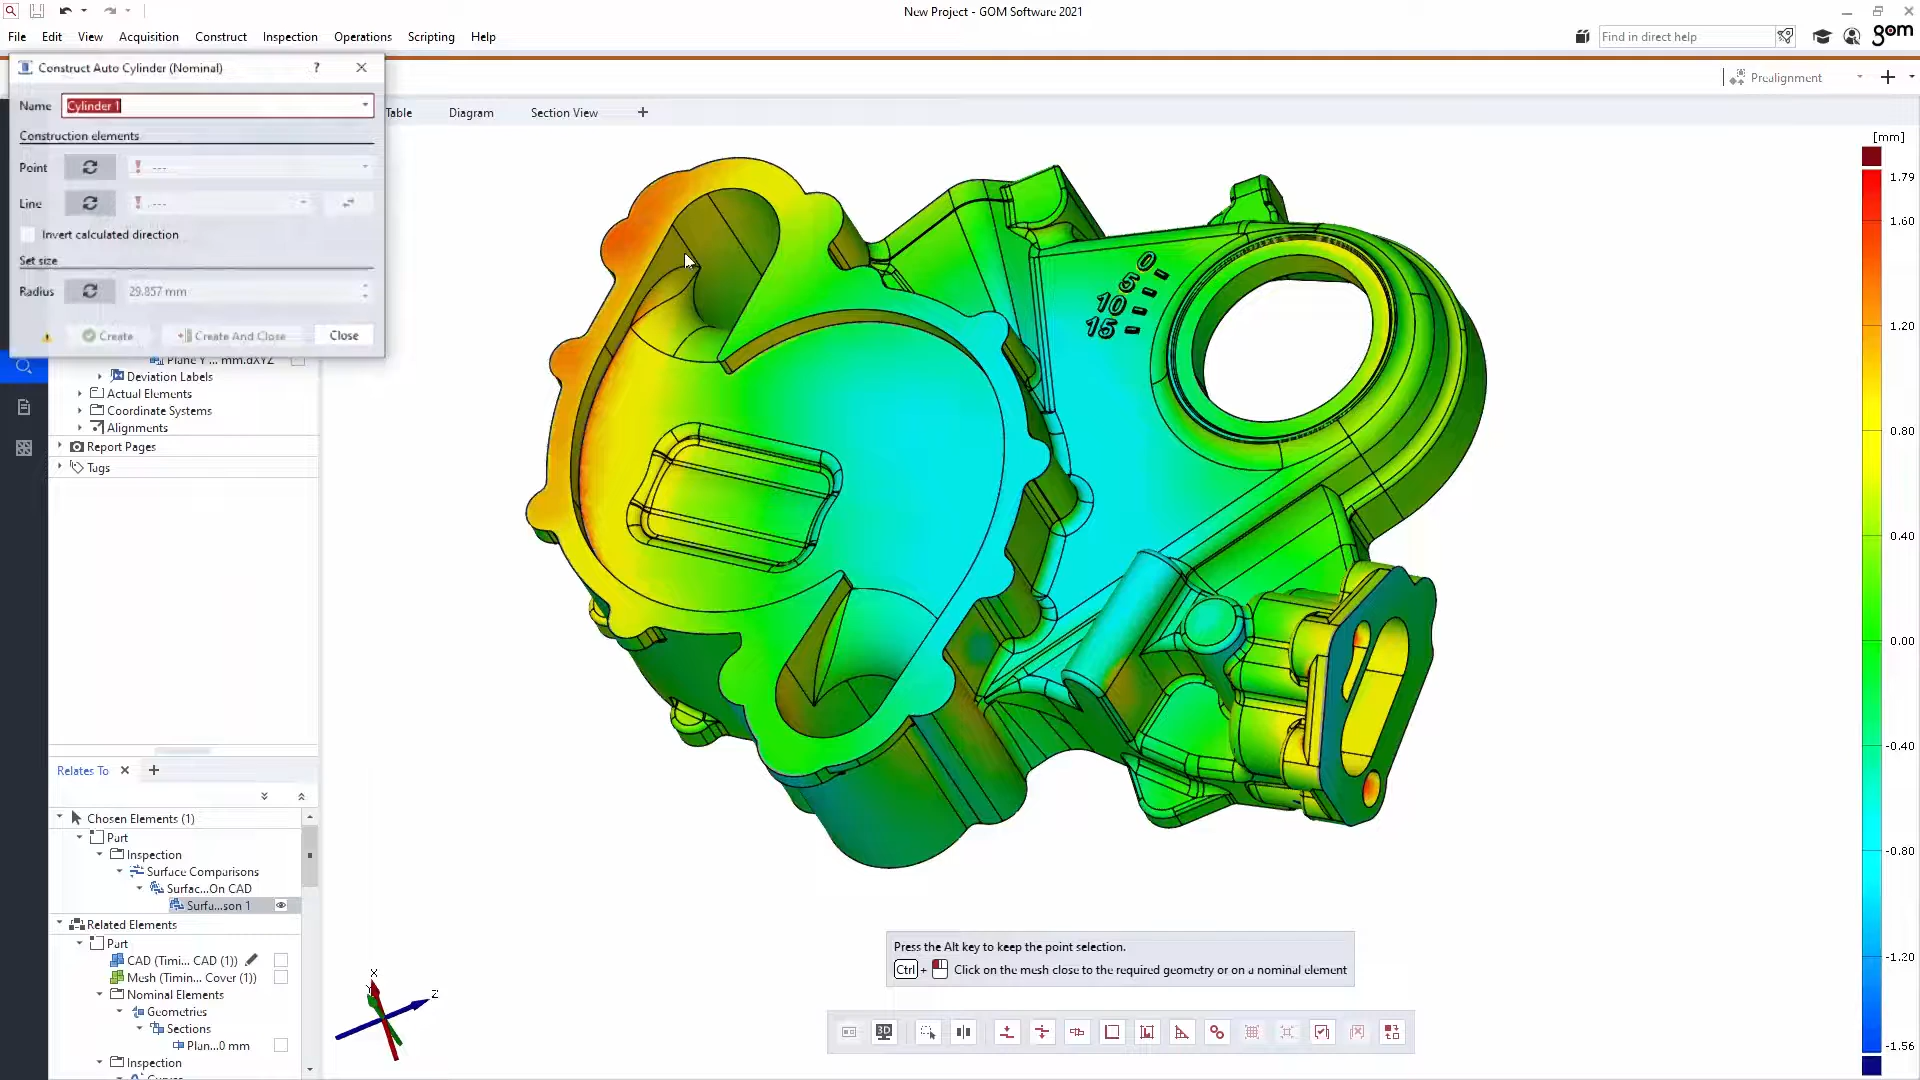 New Project - GOM Software 2021
File Edit View Acquisition Construct Inspection Operations Scripting Help
Find in direct help
gom
Construct Auto Cylinder (Nominal) ?
Prealignment
Name Cylinder 1
Table Diagram Section View
Construction elements
Point ---
Line ---
Invert calculated direction
Set size
Radius 29.857 mm
Create Create And Close Close
Plane Y ... mm.dXYZ
Deviation Labels
Actual Elements
Coordinate Systems
Alignments
Report Pages
Tags
Relates To
Chosen Elements (1)
Part
Inspection
Surface Comparisons
Surfac...On CAD
Surfa...son 1
Related Elements
Part
CAD (Timi... CAD (1))
Mesh (Timin... Cover (1))
Nominal Elements
Geometries
Sections
Plan...0 mm
Inspection
0
5
10
15
X
Y
Z
Press the Alt key to keep the point selection.
Ctrl + Click on the mesh close to the required geometry or on a nominal element
3D
[mm]
1.79
1.60
1.20
0.80
0.40
0.00
-0.40
-0.80
-1.20
-1.56